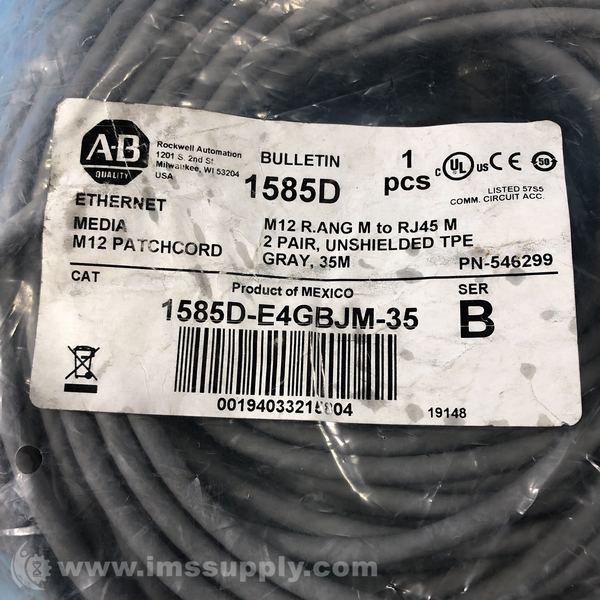 A-B
QUALITY
Rockwell Automation
1201 S. 2nd St.
Milwaukee, WI 53204
USA
BULLETIN
1585D
1
pcs
c UL us CE 50
LISTED 57S5
COMM. CIRCUIT ACC.
ETHERNET
MEDIA
M12 PATCHCORD
M12 R.ANG M to RJ45 M
2 PAIR, UNSHIELDED TPE
GRAY, 35M
PN-546299
CAT
Product of MEXICO
SER
1585D-E4GBJM-35
B
19148
www.imssupply.com